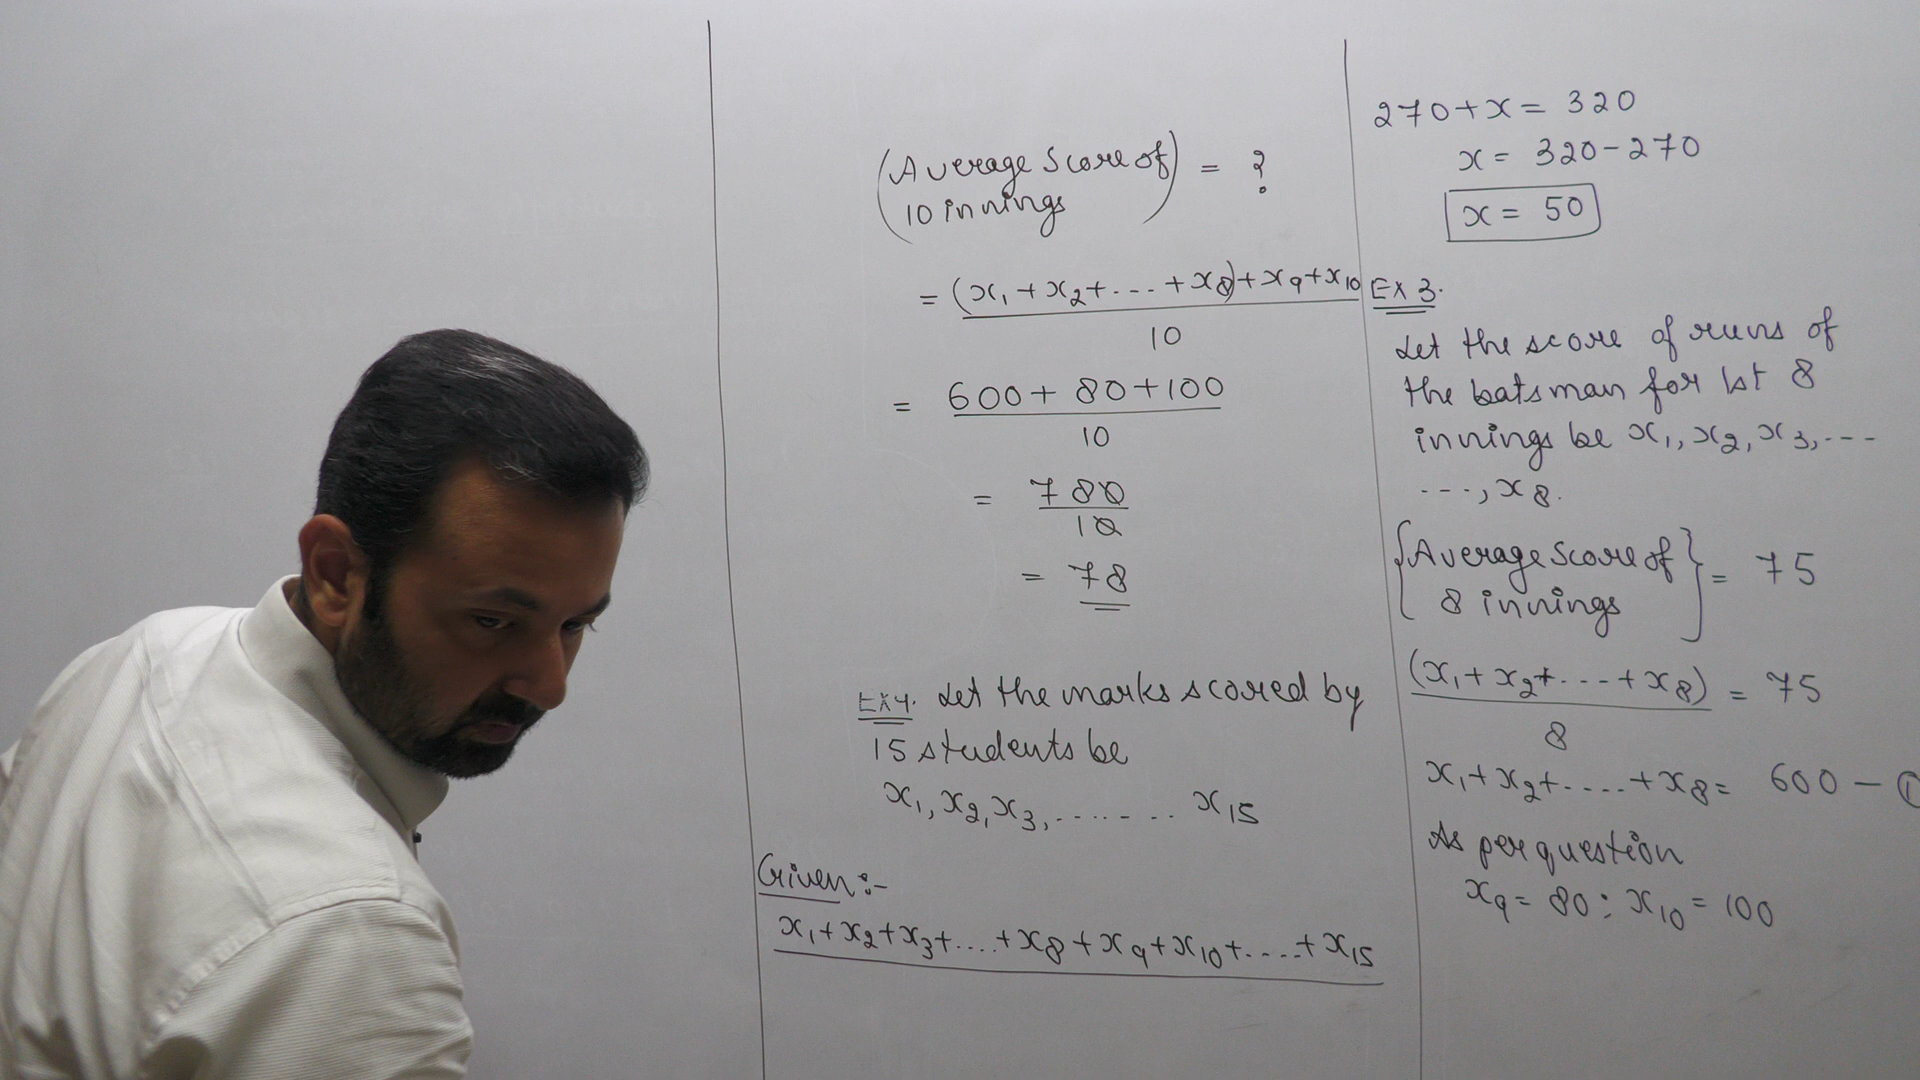 270+x = 320
x = 320-270
x = 50
Ex 3.
Let the score of runs of
the batsman for 1st 8
innings be x₁, x₂, x₃, ---
---, x₈.
{Average Score of
8 innings} = 75
(x₁ + x₂+ ... + x₈) = 75
8
x₁+x₂+.....+x₈= 600 - ①
As per question
x₉ = 80 : x₁₀ = 100
(Average Score of
10 innings) = ?
= (x₁ + x₂+ ... + x₈)+x₉+x₁₀
10
= 600+ 80+100
10
= 780
10
= 78
Ex4. Let the marks scored by
15 students be
x₁, x₂, x₃, ....... x₁₅
Given:-
x₁+x₂+x₃+....+x₈+x₉+x₁₀+.....+x₁₅